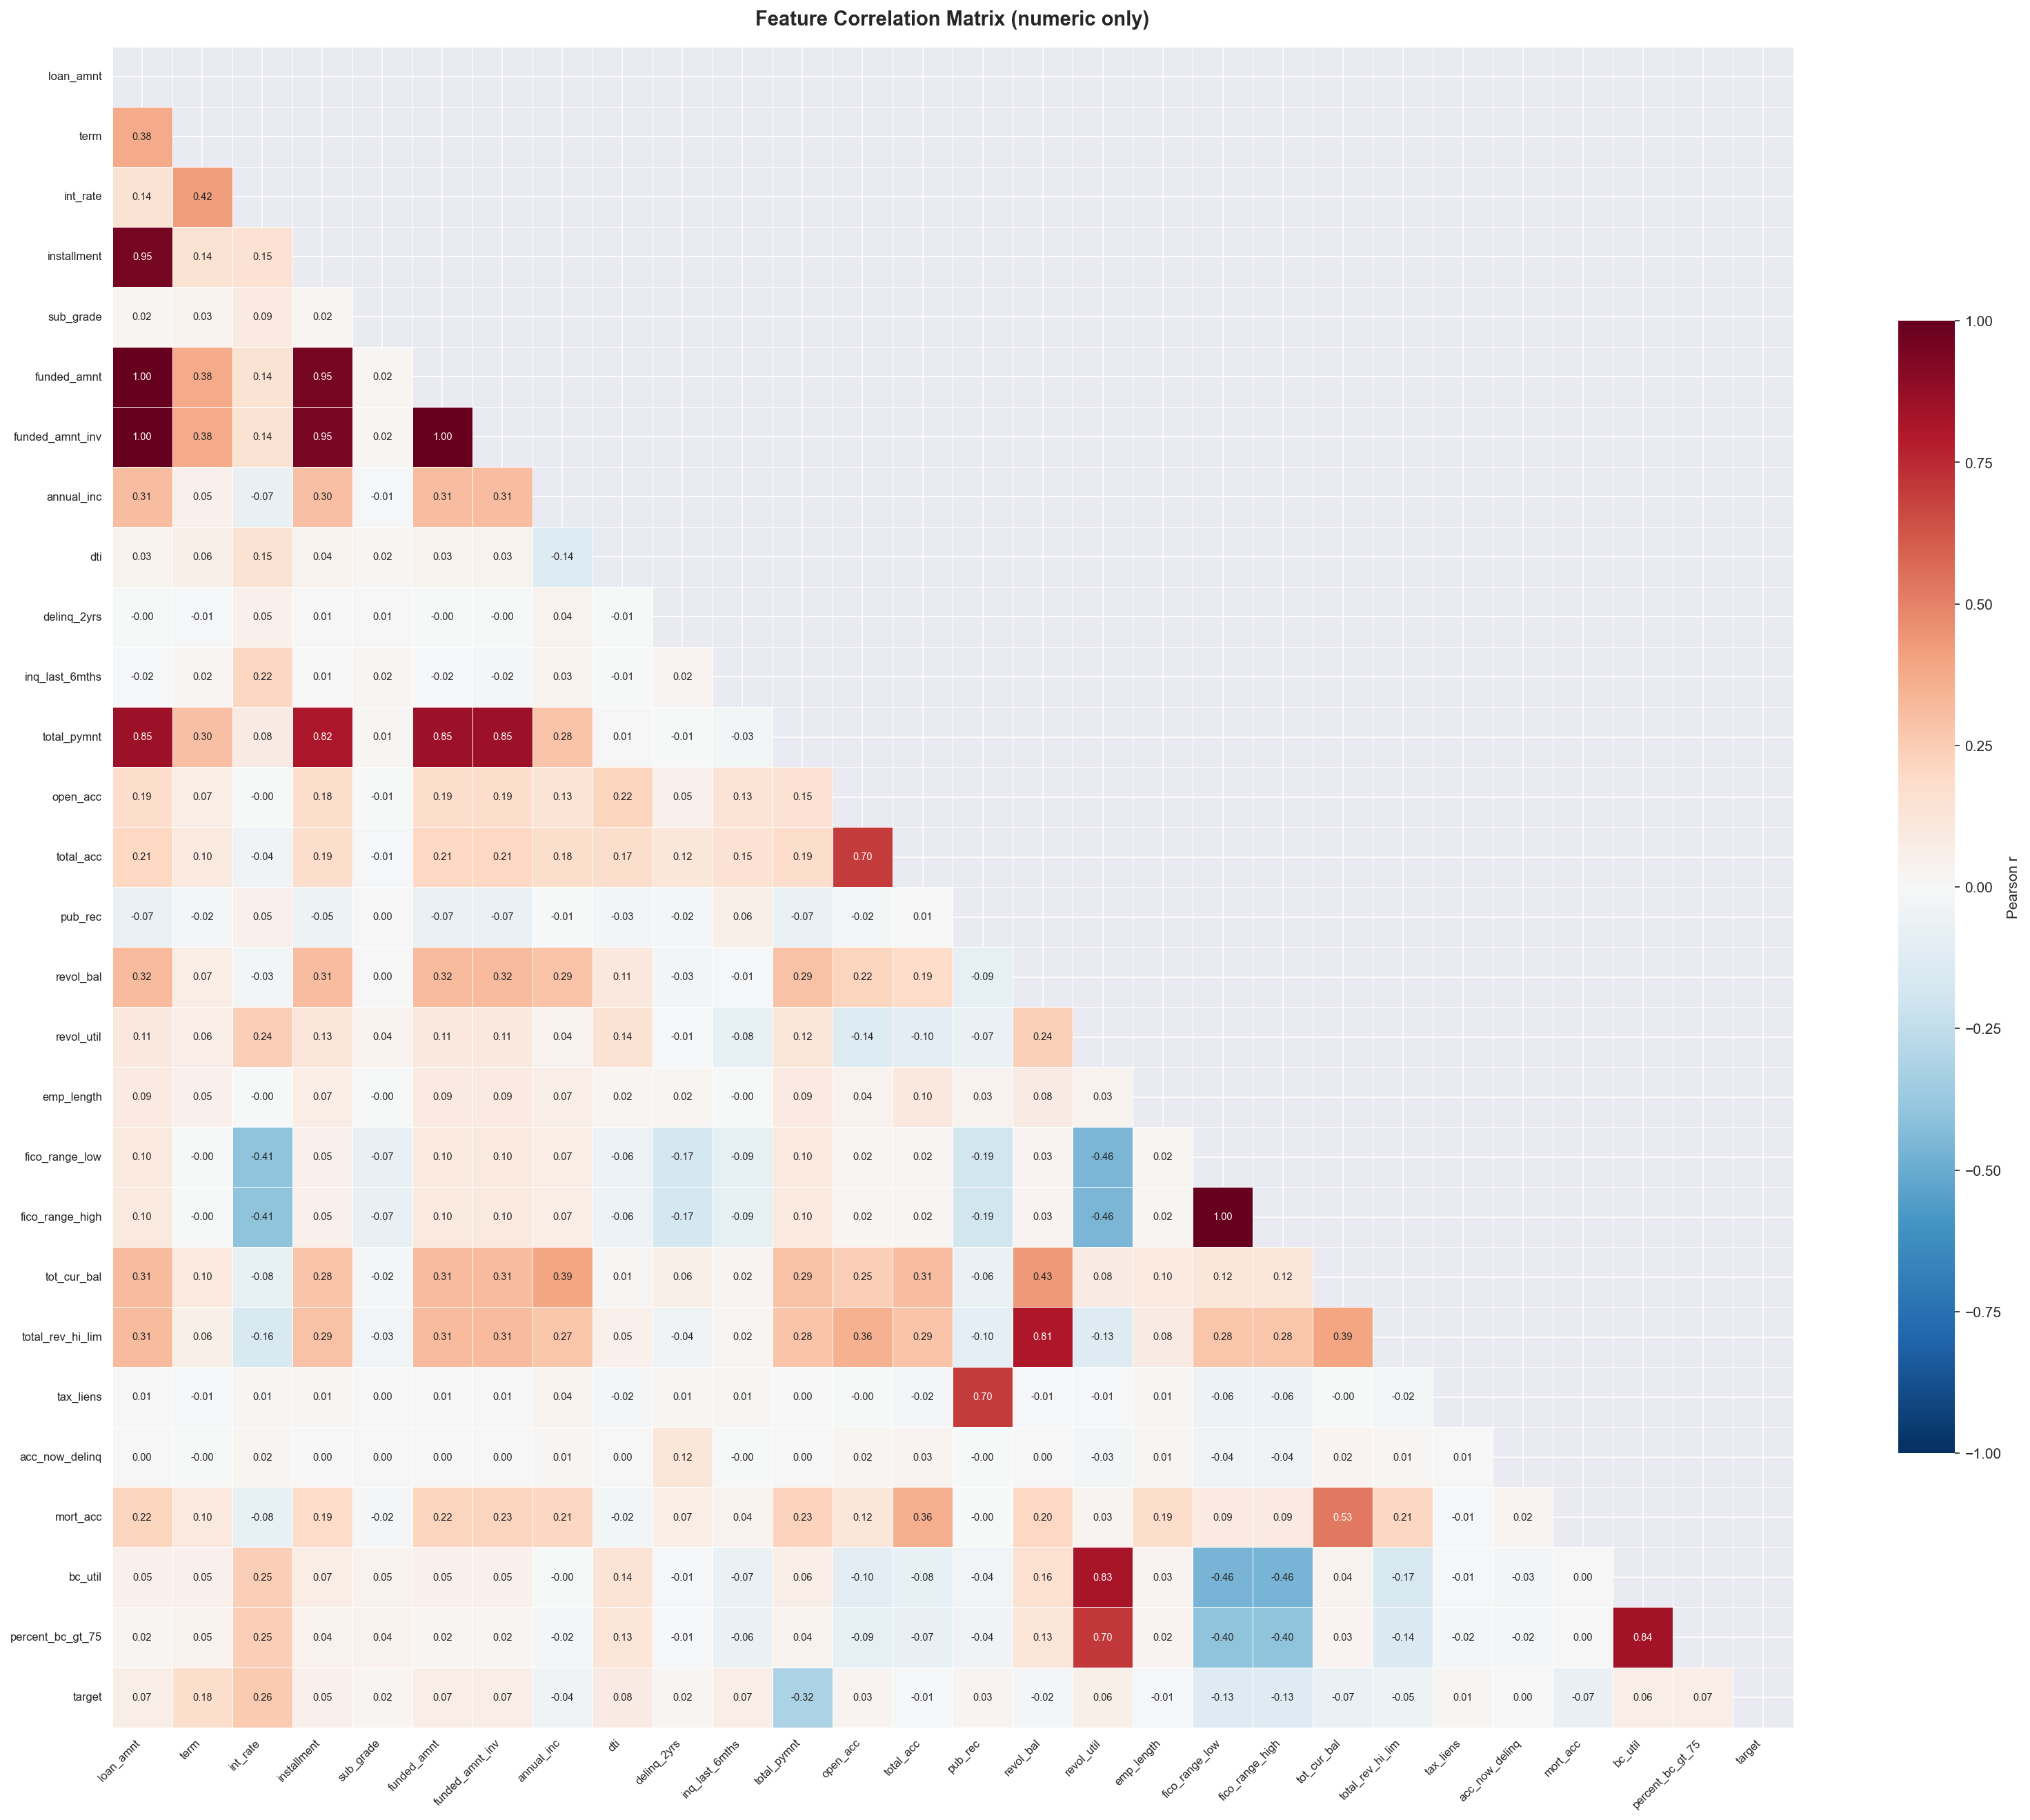 Feature Correlation Matrix (numeric only)
loan_amnt
term 0.38
int_rate 0.14 0.42
installment 0.95 0.14 0.15
sub_grade 0.02 0.03 0.09 0.02
funded_amnt 1.00 0.38 0.14 0.95 0.02
funded_amnt_inv 1.00 0.38 0.14 0.95 0.02 1.00
annual_inc 0.31 0.05 -0.07 0.30 -0.01 0.31 0.31
dti 0.03 0.06 0.15 0.04 0.02 0.03 0.03 -0.14
delinq_2yrs -0.00 -0.01 0.05 0.01 0.01 -0.00 -0.00 0.04 -0.01
inq_last_6mths -0.02 0.02 0.22 0.01 0.02 -0.02 -0.02 0.03 -0.01 0.02
total_pymnt 0.85 0.30 0.08 0.82 0.01 0.85 0.85 0.28 0.01 -0.01 -0.03
open_acc 0.19 0.07 -0.00 0.18 -0.01 0.19 0.19 0.13 0.22 0.05 0.13 0.15
total_acc 0.21 0.10 -0.04 0.19 -0.01 0.21 0.21 0.18 0.17 0.12 0.15 0.19 0.70
pub_rec -0.07 -0.02 0.05 -0.05 0.00 -0.07 -0.07 -0.01 -0.03 -0.02 0.06 -0.07 -0.02 0.01
revol_bal 0.32 0.07 -0.03 0.31 0.00 0.32 0.32 0.29 0.11 -0.03 -0.01 0.29 0.22 0.19 -0.09
revol_util 0.11 0.06 0.24 0.13 0.04 0.11 0.11 0.04 0.14 -0.01 -0.08 0.12 -0.14 -0.10 -0.07 0.24
emp_length 0.09 0.05 -0.00 0.07 -0.00 0.09 0.09 0.07 0.02 0.02 -0.00 0.09 0.04 0.10 0.03 0.08 0.03
fico_range_low 0.10 -0.00 -0.41 0.05 -0.07 0.10 0.10 0.07 -0.06 -0.17 -0.09 0.10 0.02 0.02 -0.19 0.03 -0.46 0.02
fico_range_high 0.10 -0.00 -0.41 0.05 -0.07 0.10 0.10 0.07 -0.06 -0.17 -0.09 0.10 0.02 0.02 -0.19 0.03 -0.46 0.02 1.00
tot_cur_bal 0.31 0.10 -0.08 0.28 -0.02 0.31 0.31 0.39 0.01 0.06 0.02 0.29 0.25 0.31 -0.06 0.43 0.08 0.10 0.12 0.12
total_rev_hi_lim 0.31 0.06 -0.16 0.29 -0.03 0.31 0.31 0.27 0.05 -0.04 0.02 0.28 0.36 0.29 -0.10 0.81 -0.13 0.08 0.28 0.28 0.39
tax_liens 0.01 -0.01 0.01 0.01 0.00 0.01 0.01 0.04 -0.02 0.01 0.01 0.00 -0.00 -0.02 0.70 -0.01 -0.01 0.01 -0.06 -0.06 -0.00 -0.02
acc_now_delinq 0.00 -0.00 0.02 0.00 0.00 0.00 0.00 0.01 0.00 0.12 -0.00 0.00 0.02 0.03 -0.00 0.00 -0.03 0.01 -0.04 -0.04 0.02 0.01 0.01
mort_acc 0.22 0.10 -0.08 0.19 -0.02 0.22 0.23 0.21 -0.02 0.07 0.04 0.23 0.12 0.36 -0.00 0.20 0.03 0.19 0.09 0.09 0.53 0.21 -0.01 0.02
bc_util 0.05 0.05 0.25 0.07 0.05 0.05 0.05 -0.00 0.14 -0.01 -0.07 0.06 -0.10 -0.08 -0.04 0.16 0.83 0.03 -0.46 -0.46 0.04 -0.17 -0.01 -0.03 0.00
percent_bc_gt_75 0.02 0.05 0.25 0.04 0.04 0.02 0.02 -0.02 0.13 -0.01 -0.06 0.04 -0.09 -0.07 -0.04 0.13 0.70 0.02 -0.40 -0.40 0.03 -0.14 -0.02 -0.02 0.00 0.84
target 0.07 0.18 0.26 0.05 0.02 0.07 0.07 -0.04 0.08 0.02 0.07 -0.32 0.03 -0.01 0.03 -0.02 0.06 -0.01 -0.13 -0.13 -0.07 -0.05 0.01 0.00 -0.07 0.06 0.07
loan_amnt term int_rate installment sub_grade funded_amnt funded_amnt_inv annual_inc dti delinq_2yrs inq_last_6mths total_pymnt open_acc total_acc pub_rec revol_bal revol_util emp_length fico_range_low fico_range_high tot_cur_bal total_rev_hi_lim tax_liens acc_now_delinq mort_acc bc_util percent_bc_gt_75 target
1.00
0.75
0.50
0.25
0.00
−0.25
−0.50
−0.75
−1.00
Pearson r